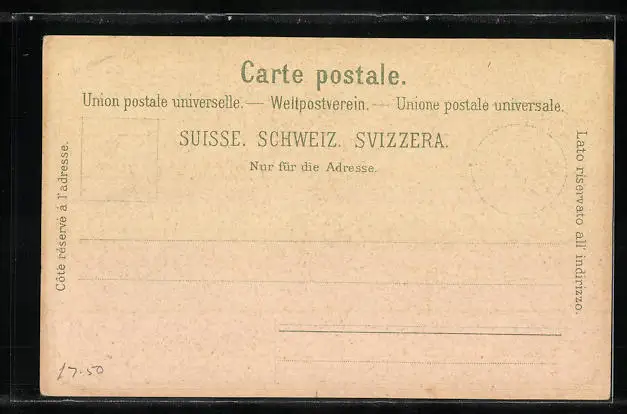 Carte postale.
Union postale universelle. — Weltpostverein. — Unione postale universale.
SUISSE. SCHWEIZ. SVIZZERA.
Nur für die Adresse.
Côté réservé á l'adresse.
Lato riservato all' indirizzo.
17.50